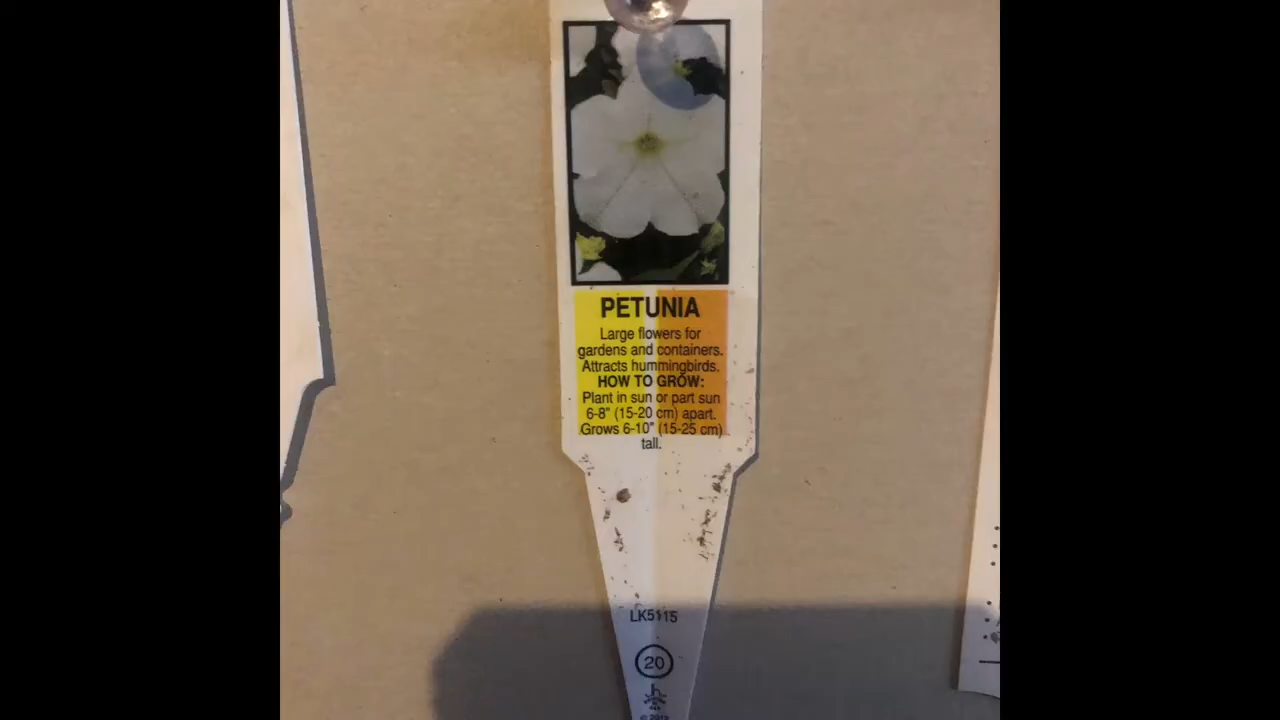 PETUNIA
Large flowers for
gardens and containers.
Attracts hummingbirds.
HOW TO GROW:
Plant in sun or part sun
6-8" (15-20 cm) apart.
Grows 6-10" (15-25 cm)
tall.
LK5115
20